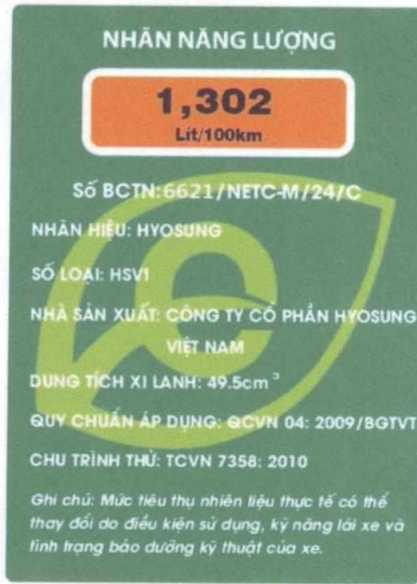 NHÃN NĂNG LƯỢNG
1,302
Lít/100km
Số BCTN:6621/NETC-M/24/C
NHÃN HIỆU: HYOSUNG
SỐ LOẠI: HSV1
NHÀ SẢN XUẤT: CÔNG TY CỔ PHẦN HYOSUNG
VIỆT NAM
DUNG TÍCH XI LANH: 49.5cm³
QUY CHUẨN ÁP DỤNG: QCVN 04: 2009/BGTVT
CHU TRÌNH THỬ: TCVN 7358: 2010
Ghi chú: Mức tiêu thụ nhiên liệu thực tế có thể
thay đổi do điều kiện sử dụng, kỹ năng lái xe và
tình trạng bảo dưỡng kỹ thuật của xe.